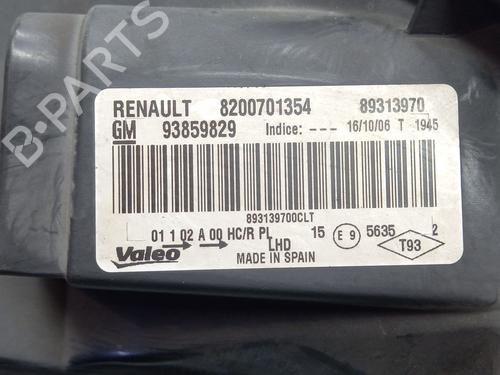 B-PARTS
RENAULT 8200701354 89313970
GM 93859829 Indice: --- 16/10/06 T 1945
893139700CLT
01 1 02 A 00 HC/R PL 15 E 9 5635 2
Valeo LHD T93
MADE IN SPAIN